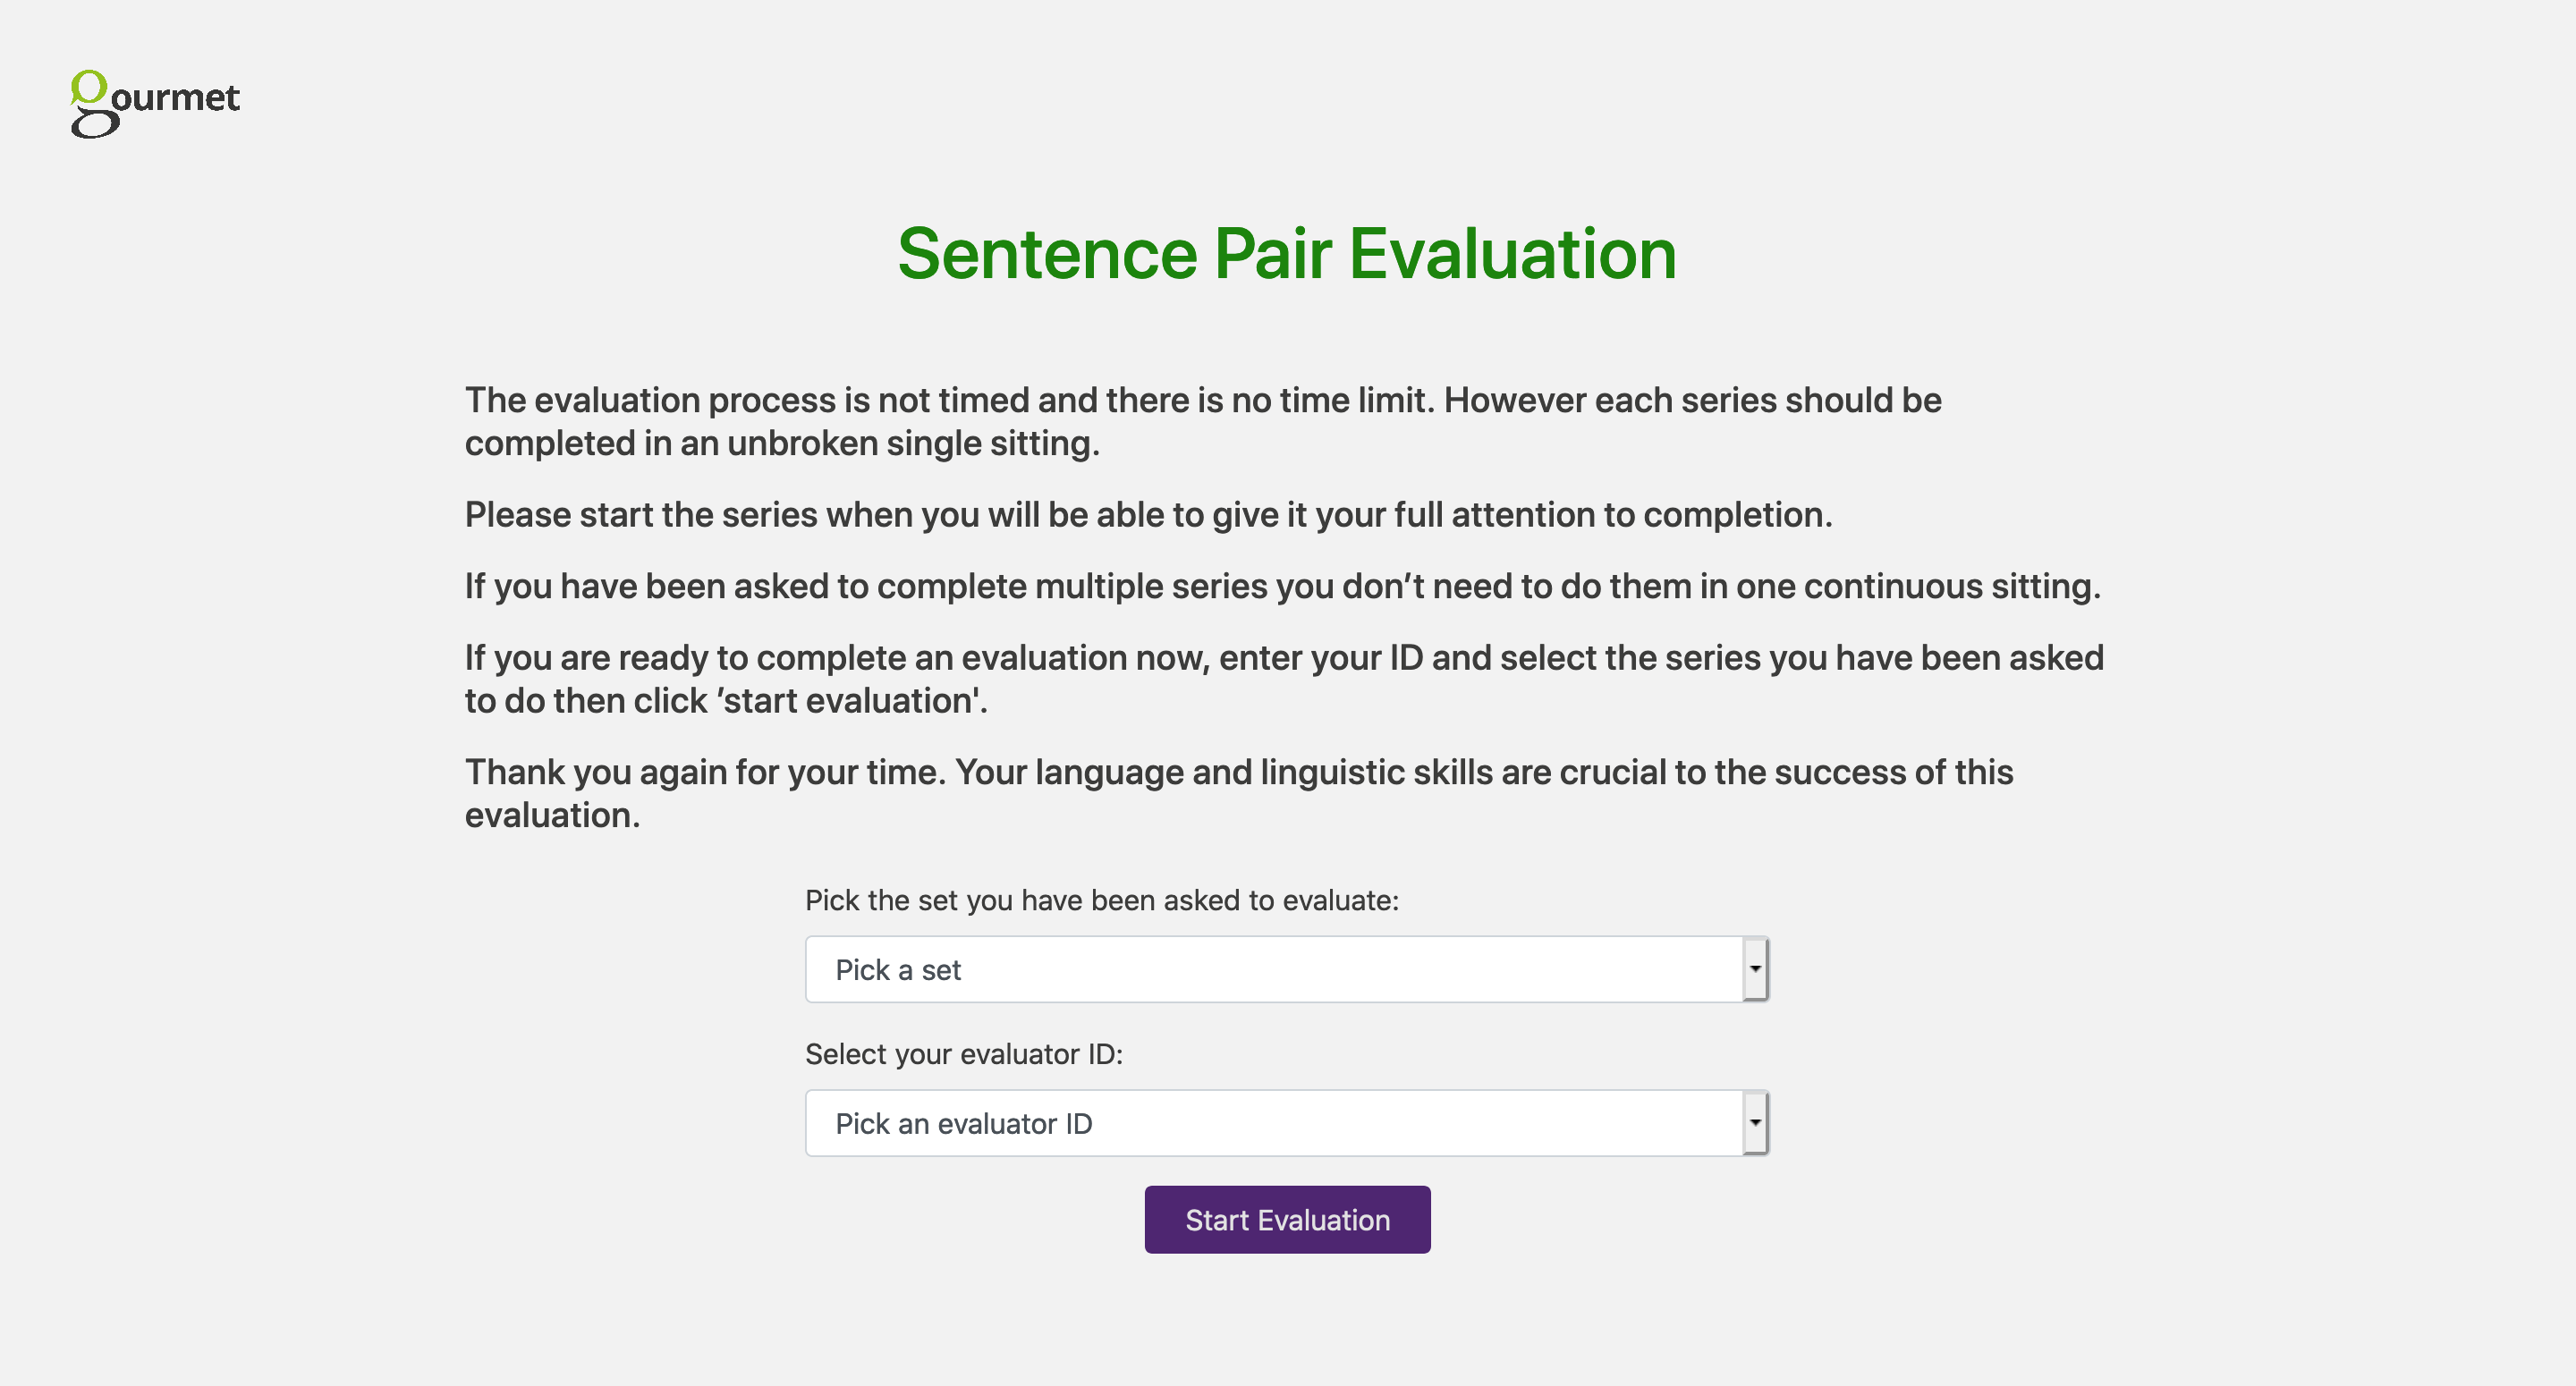 gourmet
Sentence Pair Evaluation
The evaluation process is not timed and there is no time limit. However each series should be
completed in an unbroken single sitting.
Please start the series when you will be able to give it your full attention to completion.
If you have been asked to complete multiple series you don’t need to do them in one continuous sitting.
If you are ready to complete an evaluation now, enter your ID and select the series you have been asked
to do then click ’start evaluation'.
Thank you again for your time. Your language and linguistic skills are crucial to the success of this
evaluation.
Pick the set you have been asked to evaluate:
Pick a set
Select your evaluator ID:
Pick an evaluator ID
Start Evaluation